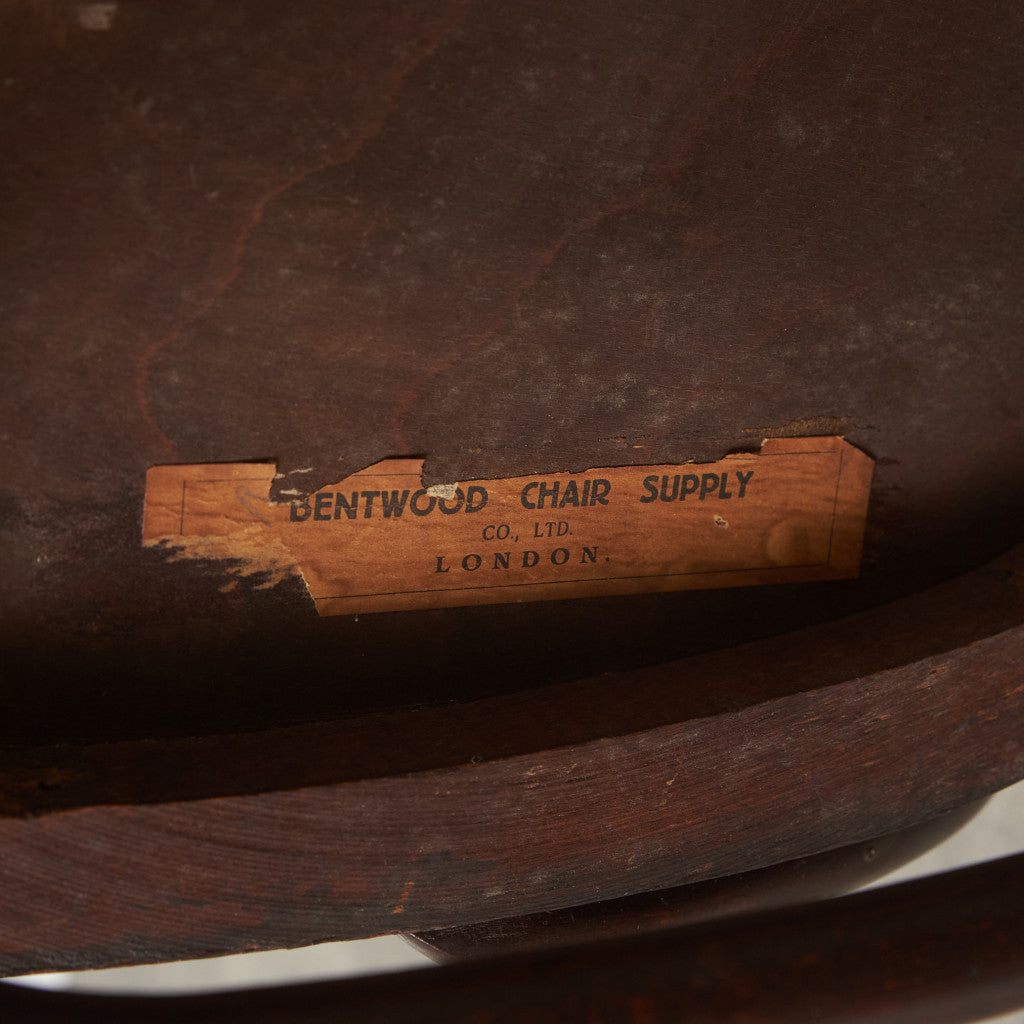 BENTWOOD CHAIR SUPPLY
CO., LTD.
LONDON.